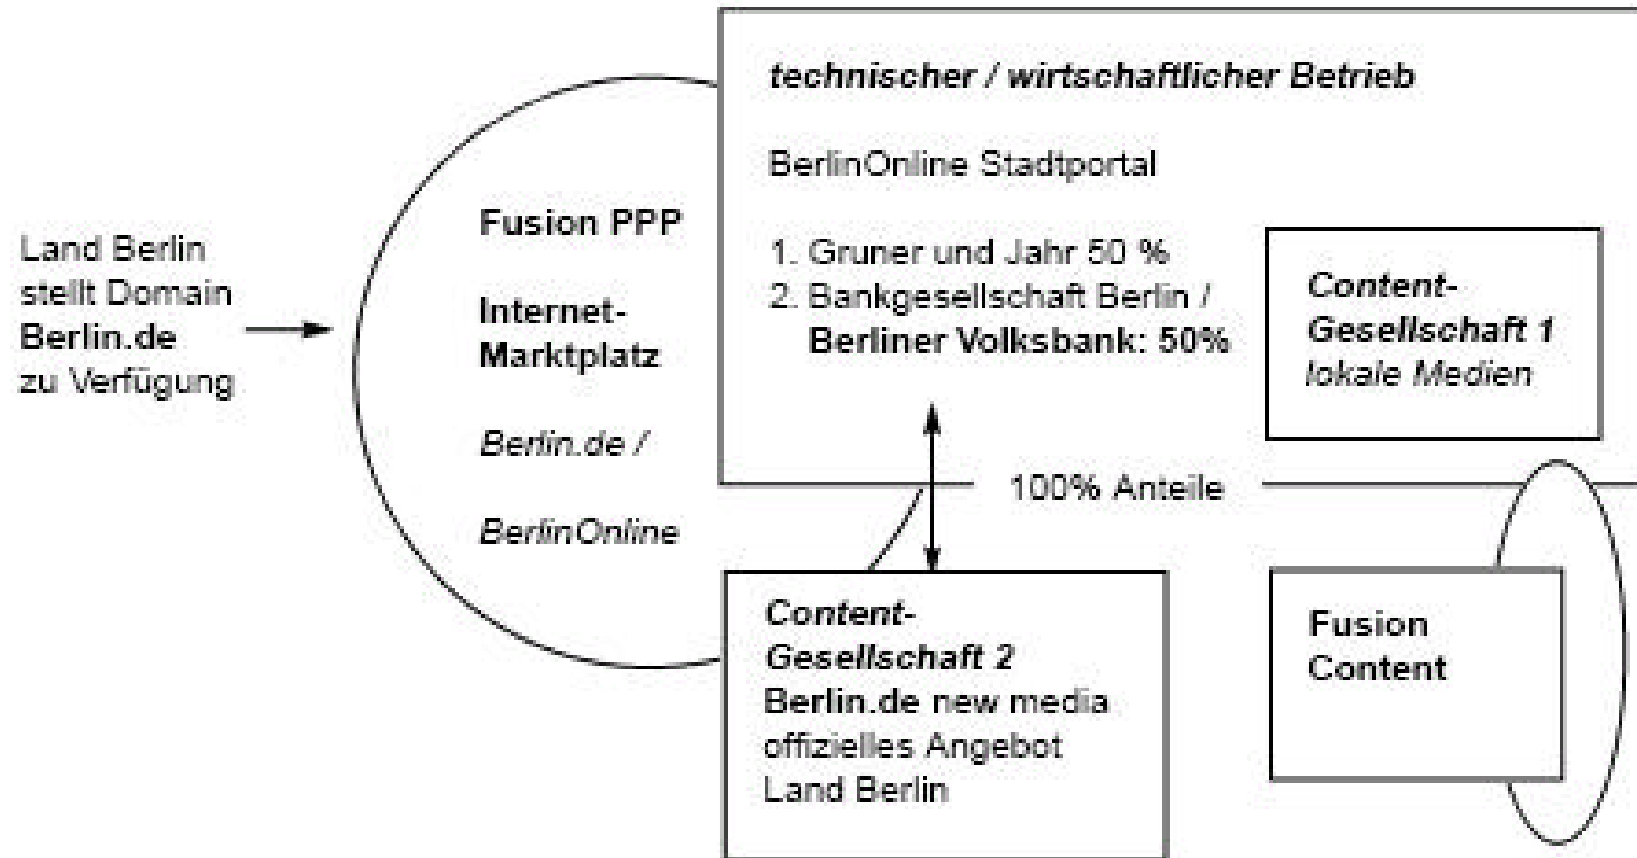 Land Berlin
stellt Domain
Berlin.de
zu Verfügung
Fusion PPP
Internet-
Marktplatz
Berlin.de /
BerlinOnline
technischer / wirtschaftlicher Betrieb
BerlinOnline Stadtportal
1. Gruner und Jahr 50 %
2. Bankgesellschaft Berlin /
Berliner Volksbank: 50%
Content-
Gesellschaft 1
lokale Medien
100% Anteile
Content-
Gesellschaft 2
Berlin.de new media
offizielles Angebot
Land Berlin
Fusion
Content